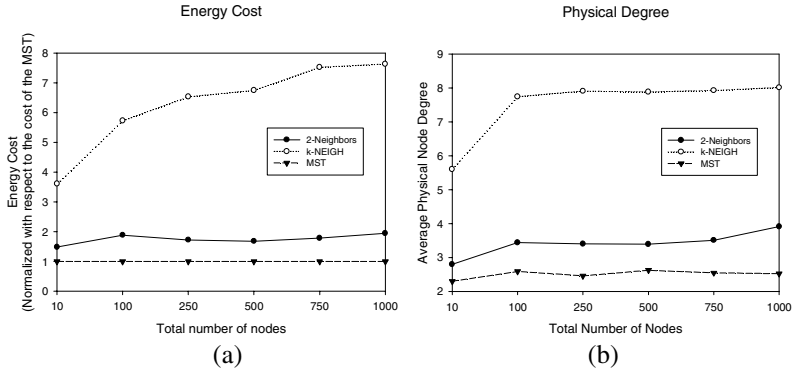 Energy Cost
Energy Cost
(Normalized with respect to the cost of the MST)
8
7
6
5
4
3
2
1
0
2-Neighbors
k-NEIGH
MST
10 100 250 500 750 1000
Total number of nodes
(a)
Physical Degree
Average Physical Node Degree
9
8
7
6
5
4
3
2
2-Neighbors
k-NEIGH
MST
10 100 250 500 750 1000
Total Number of Nodes
(b)